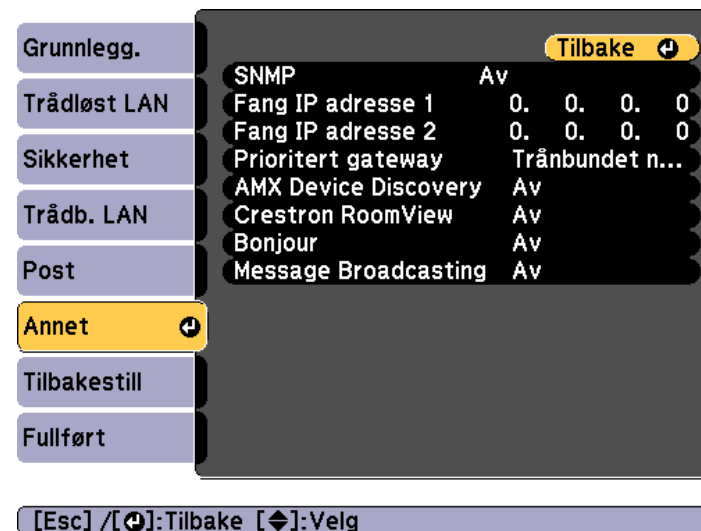 Grunnlegg.
Trådløst LAN
Sikkerhet
Trådb. LAN
Post
Annet
Tilbakestill
Fullført
Tilbake
SNMP Av
Fang IP adresse 1 0. 0. 0. 0
Fang IP adresse 2 0. 0. 0. 0
Prioritert gateway Trånbundet n...
AMX Device Discovery Av
Crestron RoomView Av
Bonjour Av
Message Broadcasting Av
[Esc] /[⏎]:Tilbake [◆]:Velg